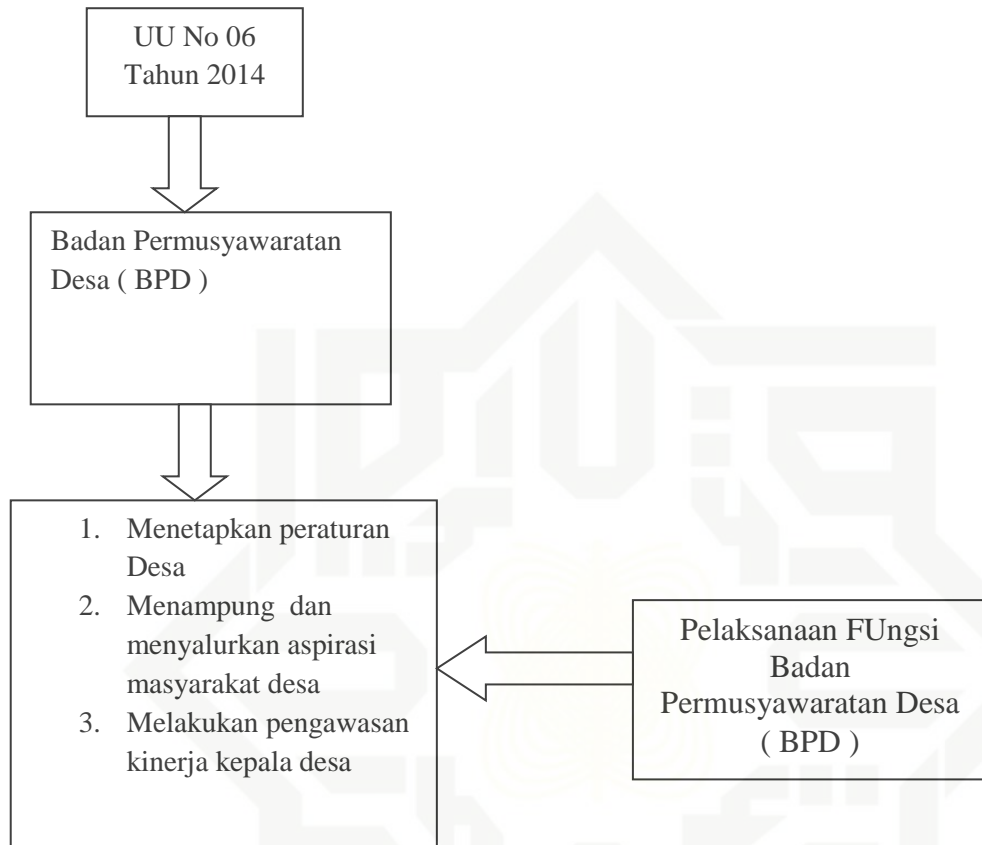 UU No 06
Tahun 2014
Badan Permusyawaratan
Desa ( BPD )
1. Menetapkan peraturan
Desa
2. Menampung dan
menyalurkan aspirasi
masyarakat desa
3. Melakukan pengawasan
kinerja kepala desa
Pelaksanaan FUngsi
Badan
Permusyawaratan Desa
( BPD )